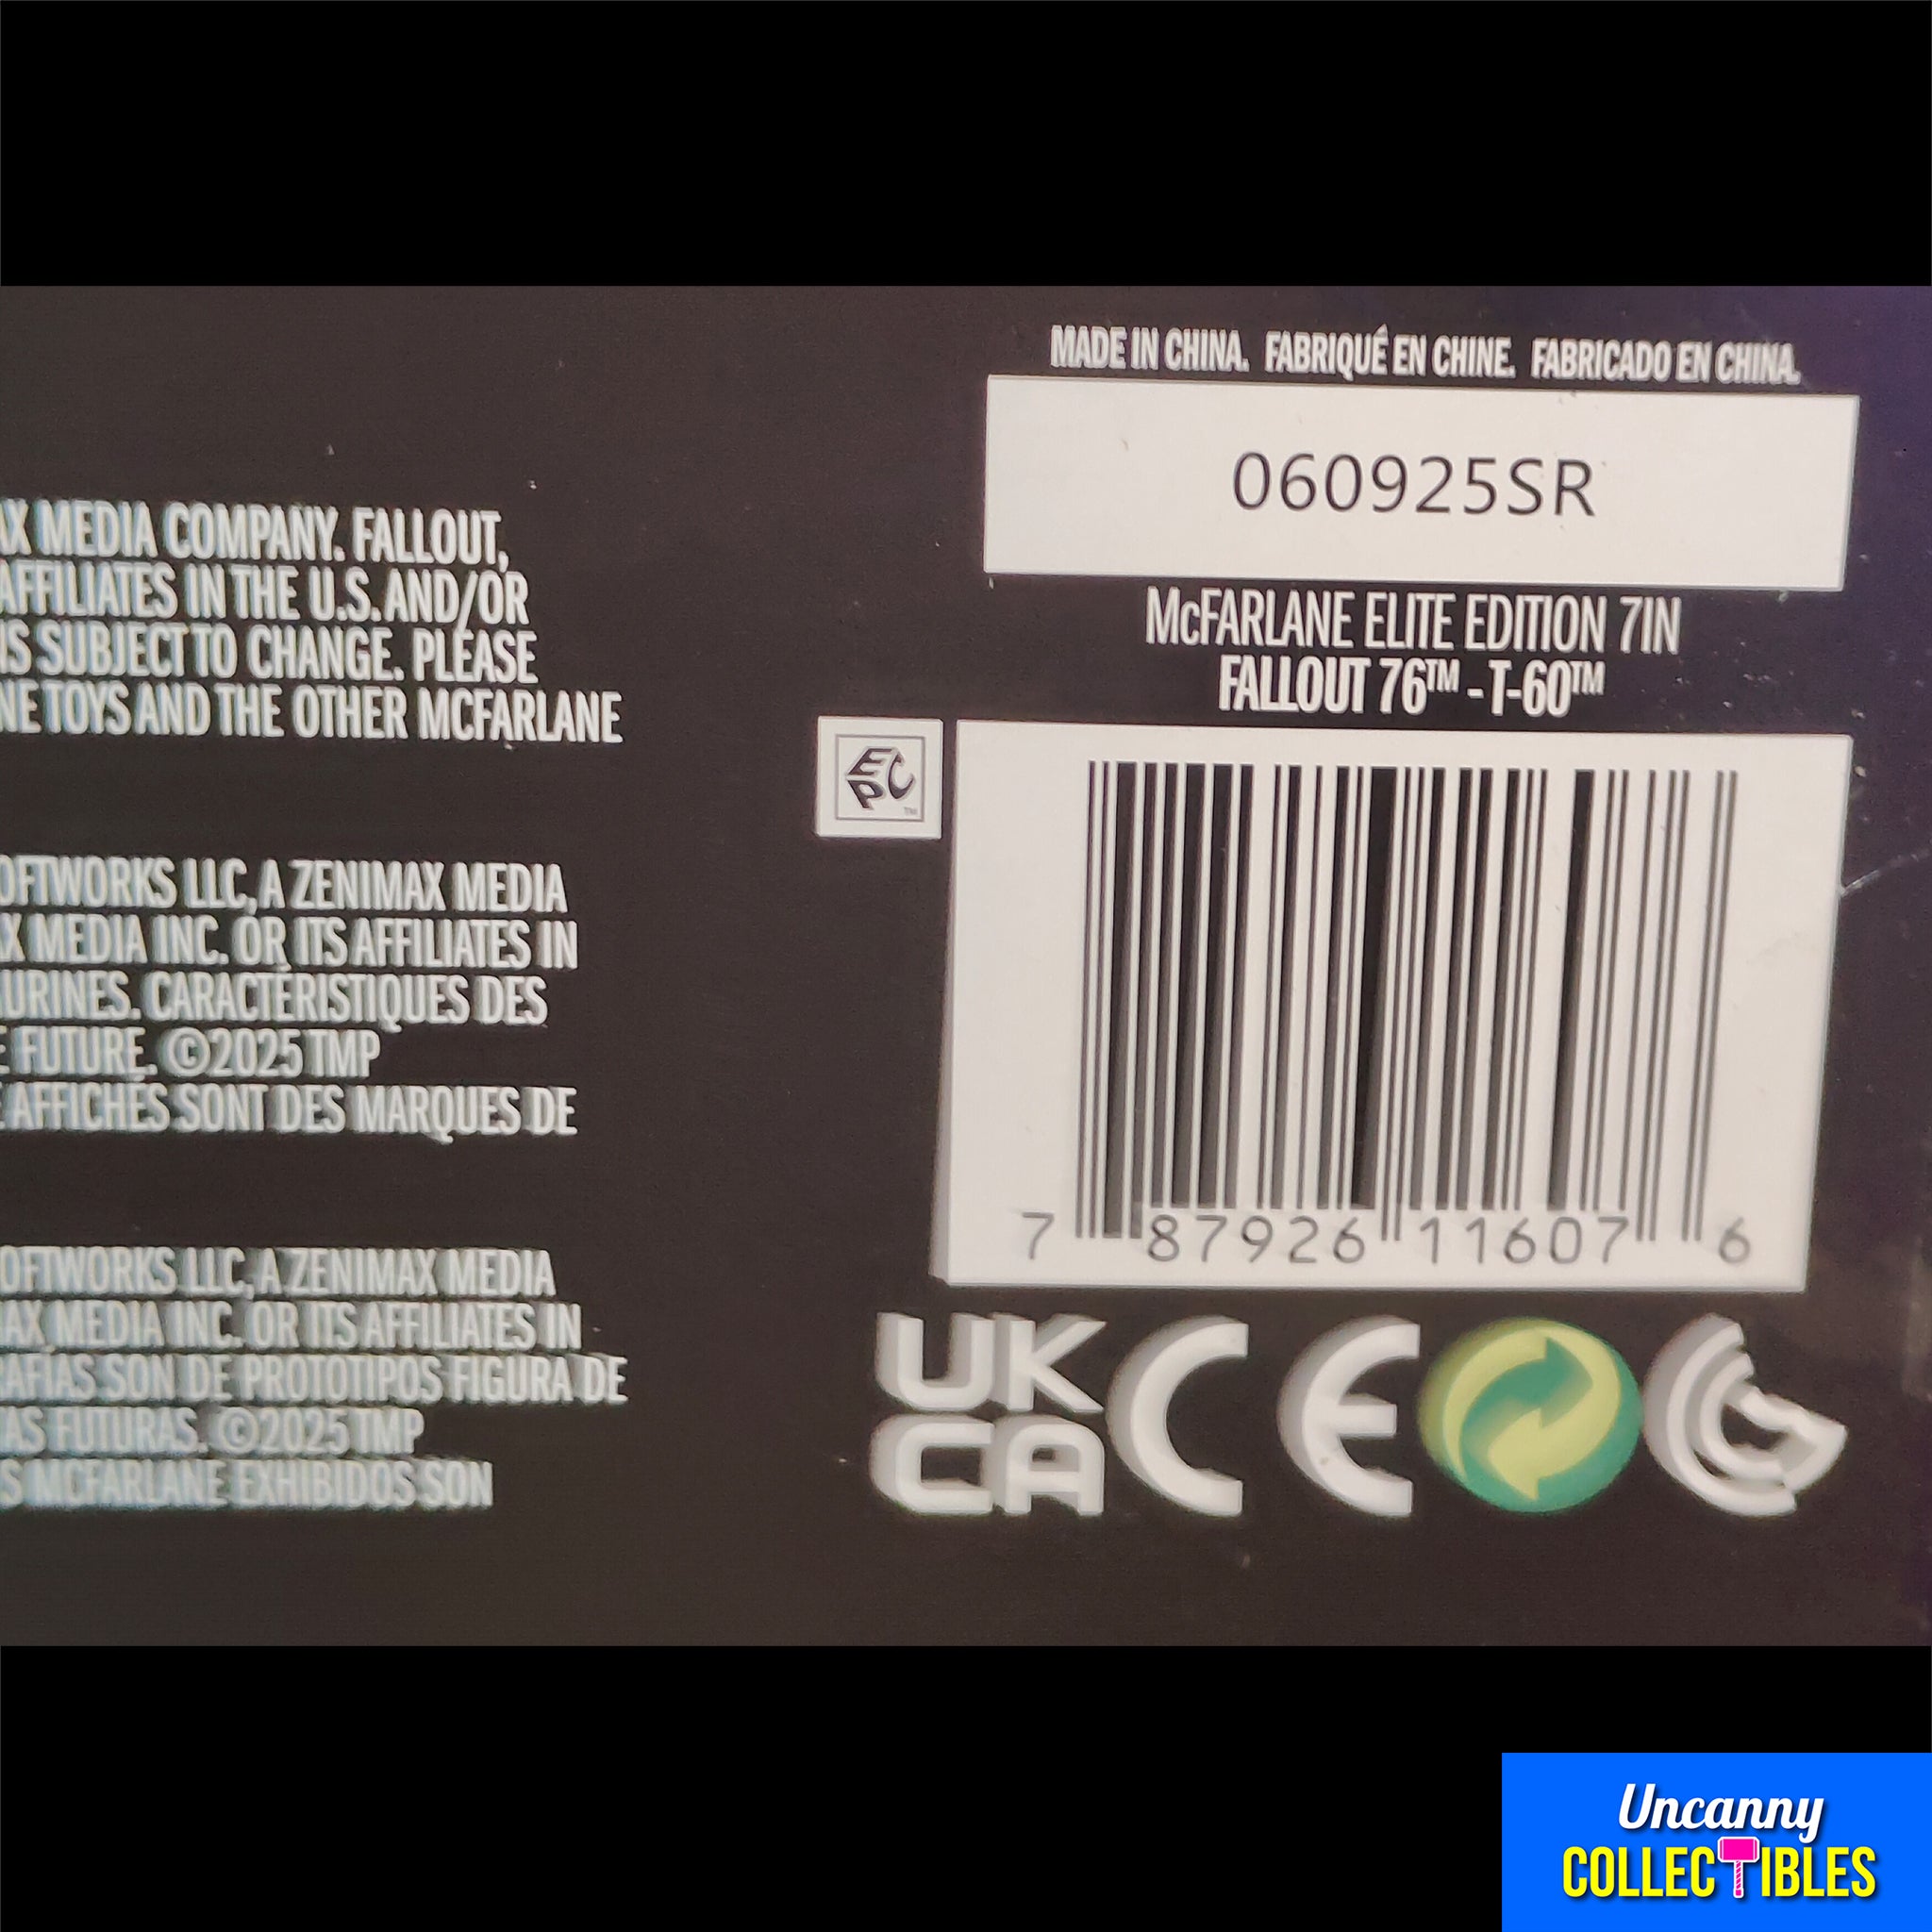 X MEDIA COMPANY. FALLOUT,
AFFILIATES IN THE U.S. AND/OR
IS SUBJECT TO CHANGE. PLEASE
NE TOYS AND THE OTHER MCFARLANE
OFTWORKS LLC, A ZENIMAX MEDIA
X MEDIA INC. OR ITS AFFILIATES IN
URINES. CARACTÉRISTIQUES DES
E FUTURE. ©2025 TMP
E AFFICHÉS SONT DES MARQUES DE
OFTWORKS LLC, A ZENIMAX MEDIA
AX MEDIA INC. OR ITS AFFILIATES IN
AFÍAS SON DE PROTOTIPOS FIGURA DE
AS FUTURAS. ©2025 TMP
S MCFARLANE EXHIBIDOS SON
MADE IN CHINA. FABRIQUÉ EN CHINE. FABRICADO EN CHINA.
060925SR
McFARLANE ELITE EDITION 7IN
FALLOUT 76™ - T-60™
EPC™
7 87926 11607 6
UK
CA
CE
Uncanny
COLLECTIBLES